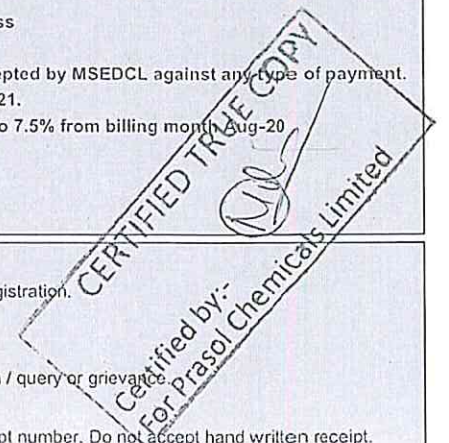 ss
epted by MSEDCL against any type of payment.
21.
o 7.5% from billing month Aug-20
gistration.
/ query or grievance.
pt number. Do not accept hand written receipt.
CERTIFIED TRUE COPY
Certified by:-
For Prasol Chemicals Limited